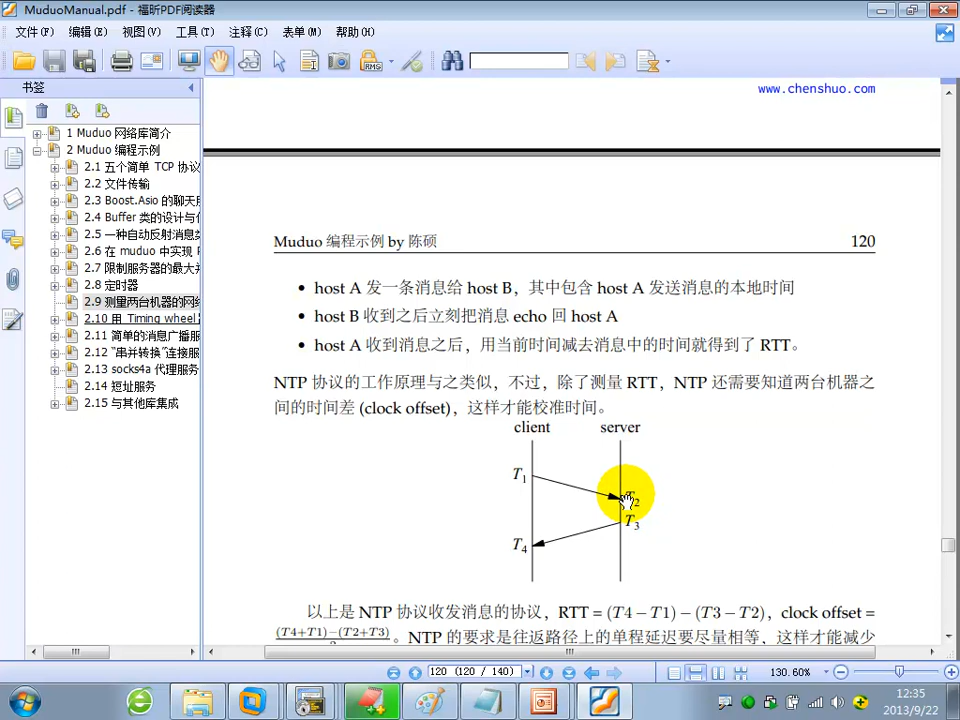 MuduoManual.pdf - 福昕PDF阅读器
文件(F) 编辑(E) 视图(V) 工具(T) 注释(C) 表单(M) 帮助(H)
RMS
书签
www.chenshuo.com
1 Muduo 网络库简介
2 Muduo 编程示例
2.1 五个简单 TCP 协议
2.2 文件传输
2.3 Boost.Asio 的聊天
2.4 Buffer 类的设计与
2.5 一种自动反射消息类
2.6 在 muduo 中实现
2.7 限制服务器的最大并
2.8 定时器
2.9 测量两台机器的网络
2.10 用 Timing wheel
2.11 简单的消息广播服
2.12 "串并转换"连接服
2.13 socks4a 代理服务
2.14 短址服务
2.15 与其他库集成
Muduo 编程示例 by 陈硕 120
• host A 发一条消息给 host B，其中包含 host A 发送消息的本地时间
• host B 收到之后立刻把消息 echo 回 host A
• host A 收到消息之后，用当前时间减去消息中的时间就得到了 RTT。
NTP 协议的工作原理与之类似，不过，除了测量 RTT，NTP 还需要知道两台机器之
间的时间差 (clock offset)，这样才能校准时间。
client server
T1
T2
T3
T4
以上是 NTP 协议收发消息的协议，RTT = (T4−T1)−(T3−T2)，clock offset =
(T4+T1)−(T2+T3)
。NTP 的要求是往返路径上的单程延迟要尽量相等，这样才能减少
120 (120 / 140) 130.60%
12:35
2013/9/22